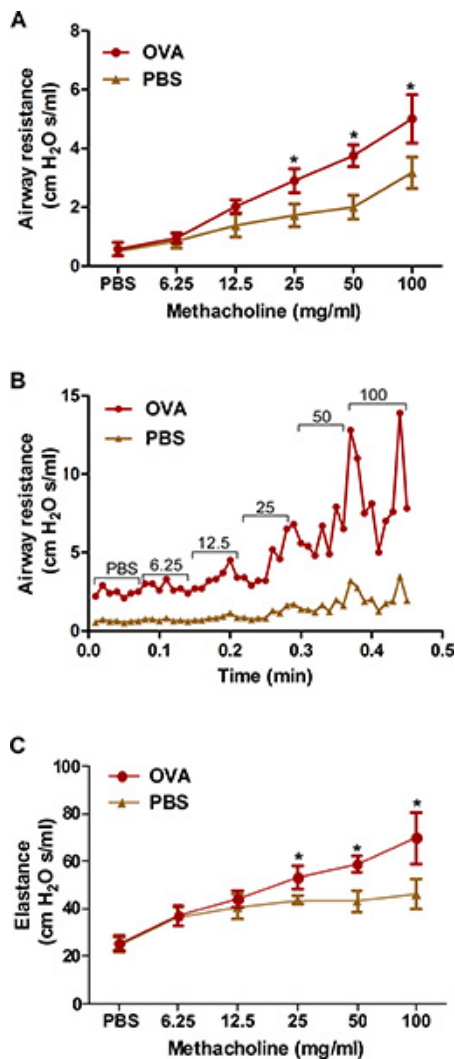 A
Airway resistance
(cm H₂O s/ml)
8
6
4
2
0
OVA
PBS
*
*
*
PBS 6.25 12.5 25 50 100
Methacholine (mg/ml)
B
Airway resistance
(cm H₂O s/ml)
15
10
5
0
OVA
PBS
PBS 6.25 12.5 25 50 100
0.0 0.1 0.2 0.3 0.4 0.5
Time (min)
C
Elastance
(cm H₂O s/ml)
100
80
60
40
20
0
OVA
PBS
*
*
*
PBS 6.25 12.5 25 50 100
Methacholine (mg/ml)